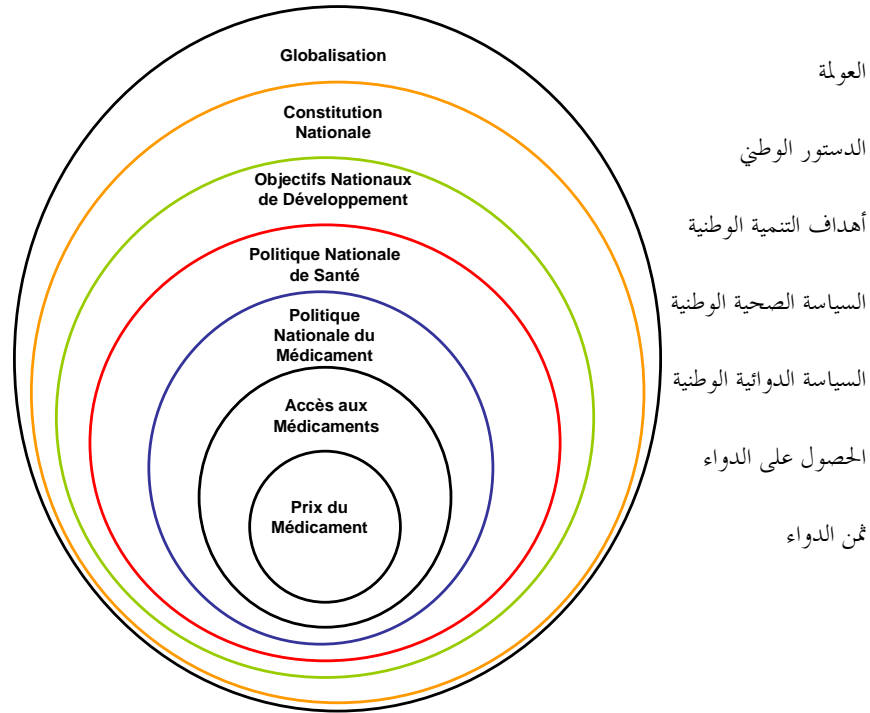 Globalisation
العولمة
Constitution
Nationale
الدستور الوطني
Objectifs Nationaux
de Développement
أهداف التنمية الوطنية
Politique Nationale
de Santé
السياسة الصحية الوطنية
Politique
Nationale du
Médicament
السياسة الدوائية الوطنية
Accès aux
Médicaments
الحصول على الدواء
Prix du
Médicament
ثمن الدواء